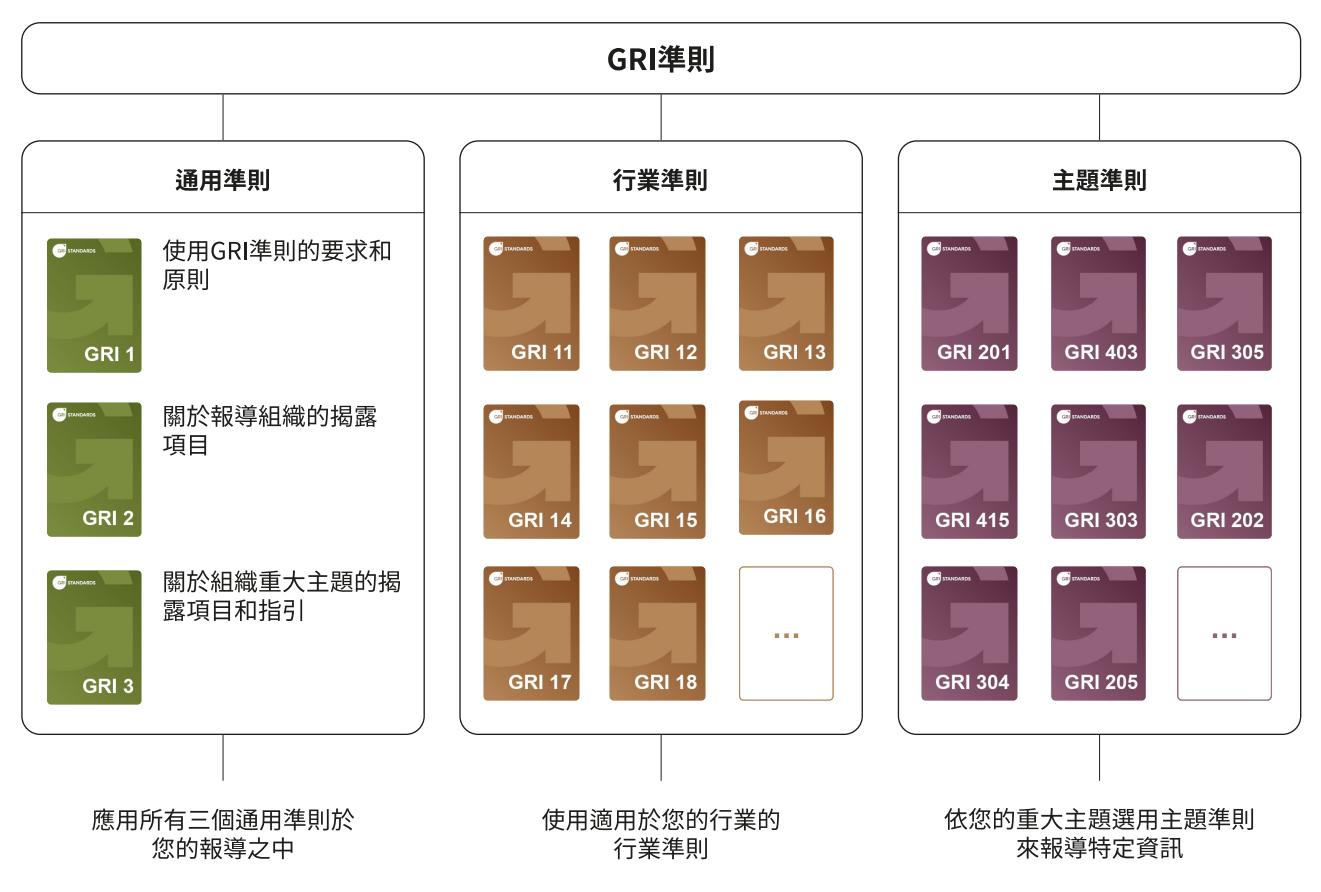 GRI準則
通用準則
GRI STANDARDS
GRI 1
使用GRI準則的要求和
原則
GRI STANDARDS
GRI 2
關於報導組織的揭露
項目
GRI STANDARDS
GRI 3
關於組織重大主題的揭
露項目和指引
應用所有三個通用準則於
您的報導之中
行業準則
GRI STANDARDS
GRI 11
GRI STANDARDS
GRI 12
GRI STANDARDS
GRI 13
GRI STANDARDS
GRI 14
GRI STANDARDS
GRI 15
GRI STANDARDS
GRI 16
GRI STANDARDS
GRI 17
GRI STANDARDS
GRI 18
...
使用適用於您的行業的
行業準則
主題準則
GRI STANDARDS
GRI 201
GRI STANDARDS
GRI 403
GRI STANDARDS
GRI 305
GRI STANDARDS
GRI 415
GRI STANDARDS
GRI 303
GRI STANDARDS
GRI 202
GRI STANDARDS
GRI 304
GRI STANDARDS
GRI 205
...
依您的重大主題選用主題準則
來報導特定資訊